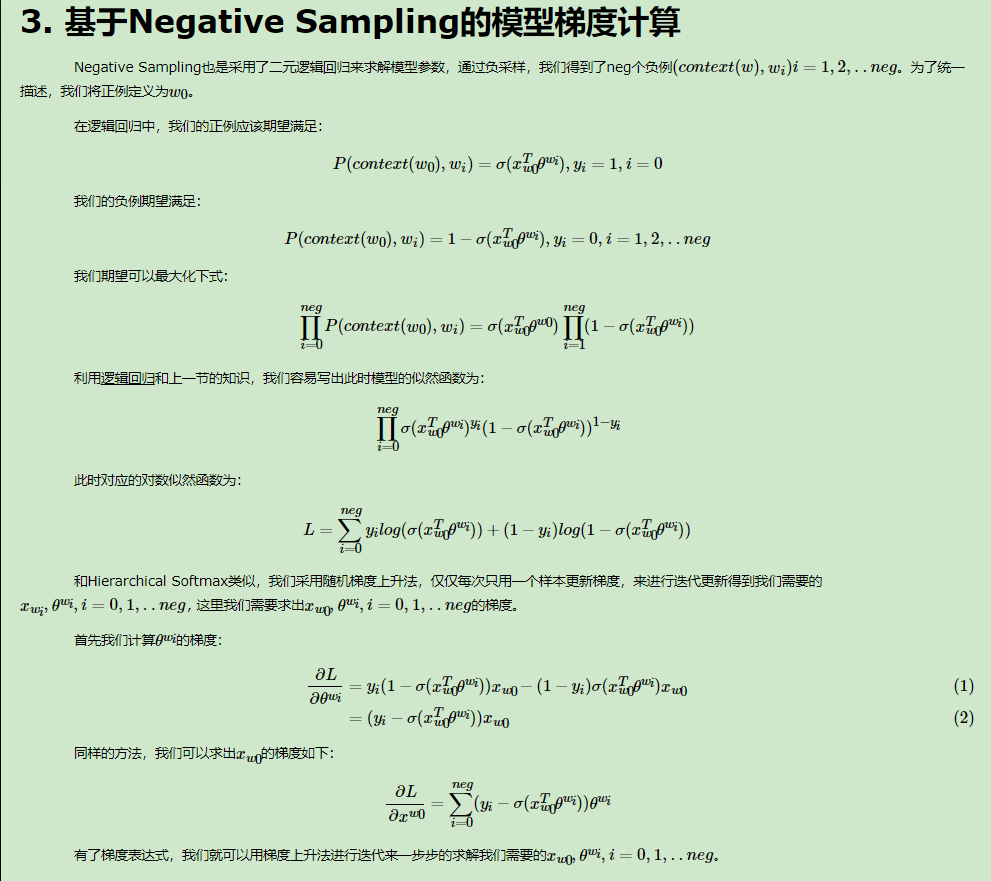 3. 基于Negative Sampling的模型梯度计算
Negative Sampling也是采用了二元逻辑回归来求解模型参数，通过负采样，我们得到了neg个负例$(context(w), w_i)i=1,2,..neg$。为了统一
描述，我们将正例定义为$w_0$。
在逻辑回归中，我们的正例应该期望满足：
$P(context(w_0), w_i) = \sigma(x_{w_0}^T\theta^{w_i}), y_i = 1, i = 0$
我们的负例期望满足：
$P(context(w_0), w_i) = 1 - \sigma(x_{w_0}^T\theta^{w_i}), y_i = 0, i = 1, 2, ..neg$
我们期望可以最大化下式：
$\prod_{i=0}^{neg} P(context(w_0), w_i) = \sigma(x_{w_0}^T\theta^{w_0}) \prod_{i=1}^{neg} (1 - \sigma(x_{w_0}^T\theta^{w_i}))$
利用逻辑回归和上一节的知识，我们容易写出此时模型的似然函数为：
$\prod_{i=0}^{neg} \sigma(x_{w_0}^T\theta^{w_i})^{y_i} (1 - \sigma(x_{w_0}^T\theta^{w_i}))^{1-y_i}$
此时对应的对数似然函数为：
$L = \sum_{i=0}^{neg} y_i log(\sigma(x_{w_0}^T\theta^{w_i})) + (1 - y_i) log(1 - \sigma(x_{w_0}^T\theta^{w_i}))$
和Hierarchical Softmax类似，我们采用随机梯度上升法，仅仅每次只用一个样本更新梯度，来进行迭代更新得到我们需要的
$x_{w_i}, \theta^{w_i}, i = 0, 1, ..neg$，这里我们需要求出$x_{w_0}, \theta^{w_i}, i = 0, 1, ..neg$的梯度。
首先我们计算$\theta^{w_i}$的梯度：
$\frac{\partial L}{\partial \theta^{w_i}} = y_i(1 - \sigma(x_{w_0}^T\theta^{w_i}))x_{w_0} - (1 - y_i)\sigma(x_{w_0}^T\theta^{w_i})x_{w_0}$ (1)
$= (y_i - \sigma(x_{w_0}^T\theta^{w_i}))x_{w_0}$ (2)
同样的方法，我们可以求出$x_{w_0}$的梯度如下：
$\frac{\partial L}{\partial x^{w_0}} = \sum_{i=0}^{neg} (y_i - \sigma(x_{w_0}^T\theta^{w_i}))\theta^{w_i}$
有了梯度表达式，我们就可以用梯度上升法进行迭代来一步步的求解我们需要的$x_{w_0}, \theta^{w_i}, i = 0, 1, ..neg$。